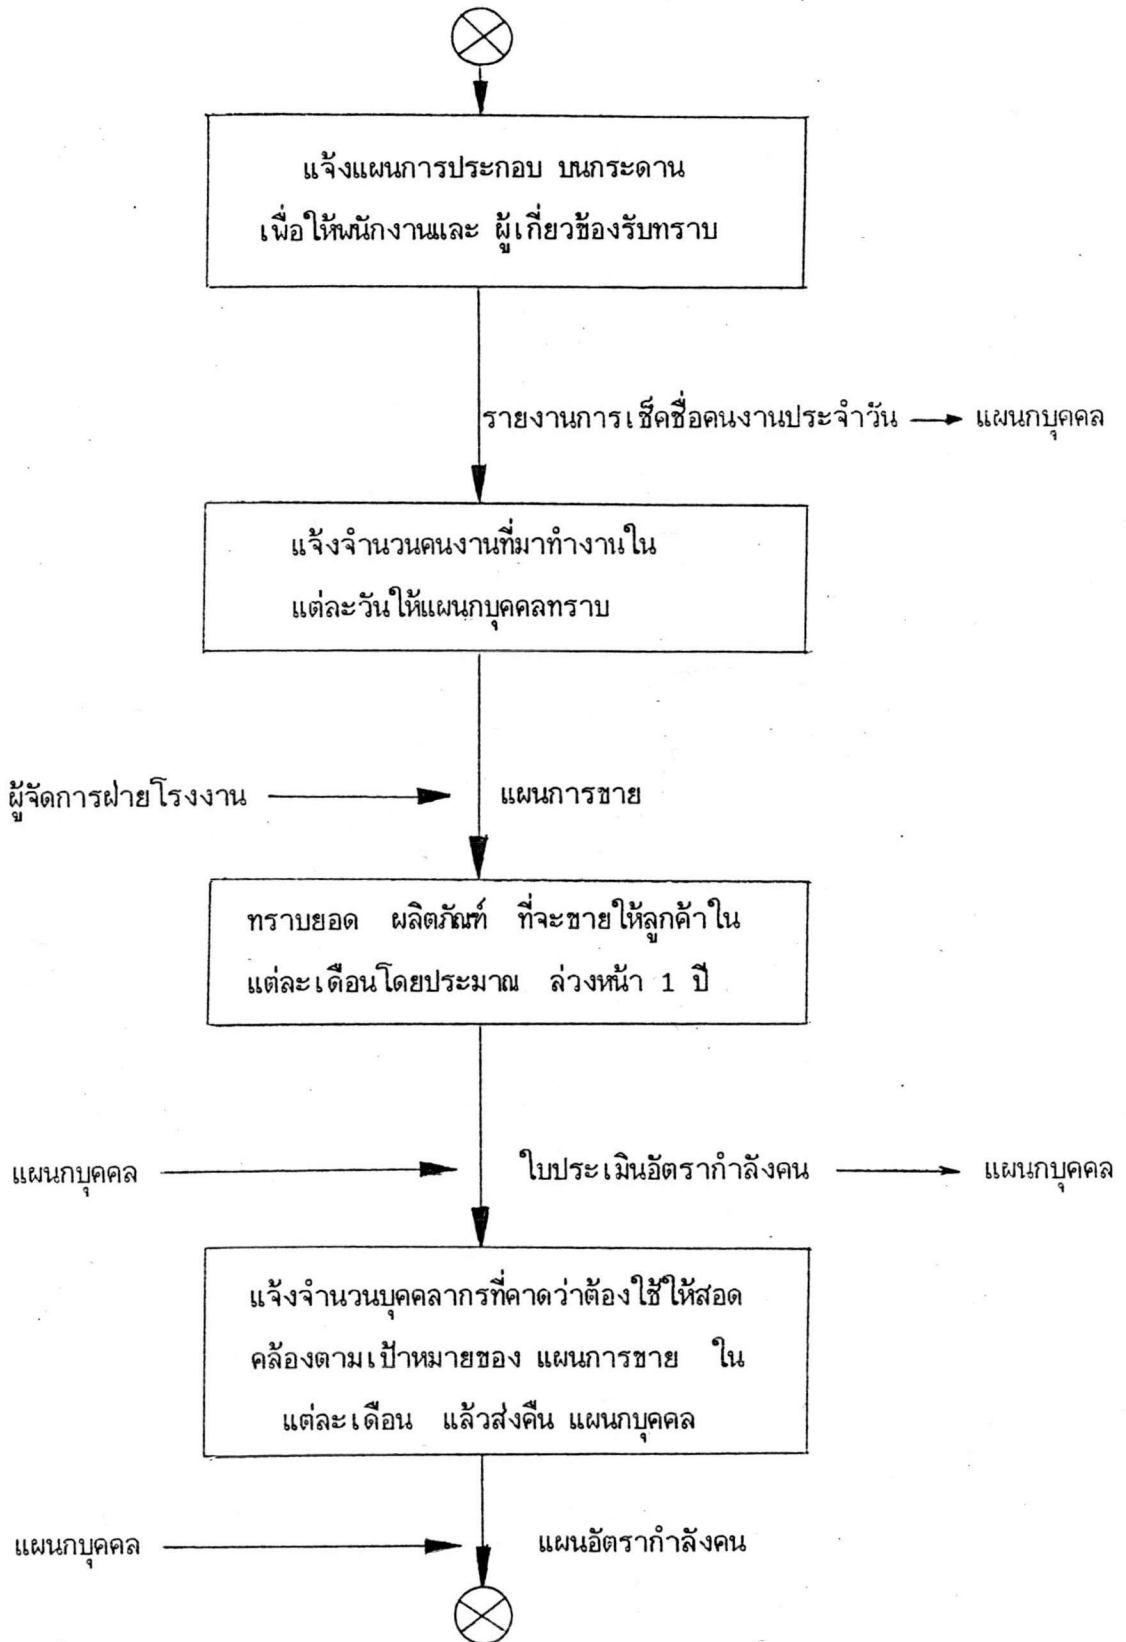 แจ้งแผนการประกอบ บนกระดาน
เพื่อให้พนักงานและ ผู้เกี่ยวข้องรับทราบ
รายงานการเช็คชื่อคนงานประจำวัน
แผนกบุคคล
แจ้งจำนวนคนงานที่มาทำงานใน
แต่ละวันให้แผนกบุคคลทราบ
ผู้จัดการฝ่ายโรงงาน
แผนการขาย
ทราบยอด ผลิตภัณฑ์ ที่จะขายให้ลูกค้าใน
แต่ละเดือนโดยประมาณ ล่วงหน้า 1 ปี
แผนกบุคคล
ใบประเมินอัตรากำลังคน
แผนกบุคคล
แจ้งจำนวนบุคคลากรที่คาดว่าต้องใช้ให้สอด
คล้องตามเป้าหมายของ แผนการขาย ใน
แต่ละเดือน แล้วส่งคืน แผนกบุคคล
แผนกบุคคล
แผนอัตรากำลังคน